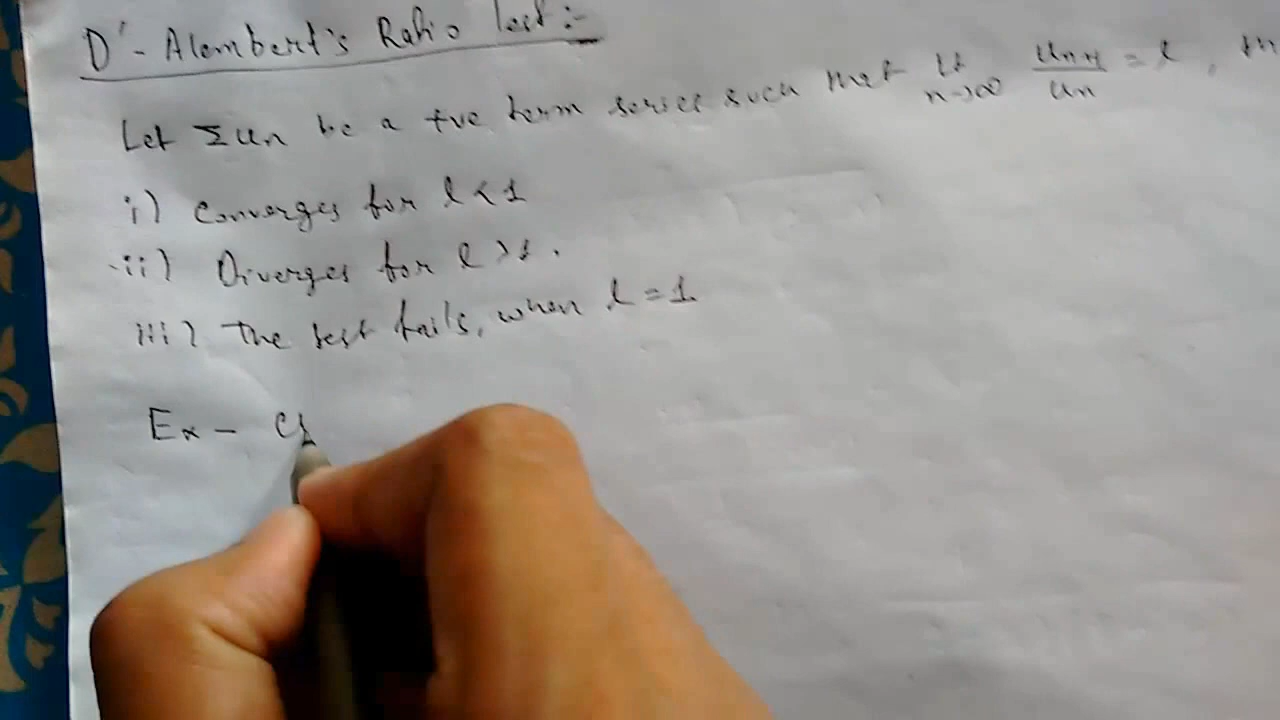 D'-Alembert's Ratio Test :-
Let Σun be a +ve term series such that lt n→∞ un+1/un = l, th
i) Converges for l < 1
ii) Diverges for l > 1.
iii) The test fails, when l = 1
Ex -